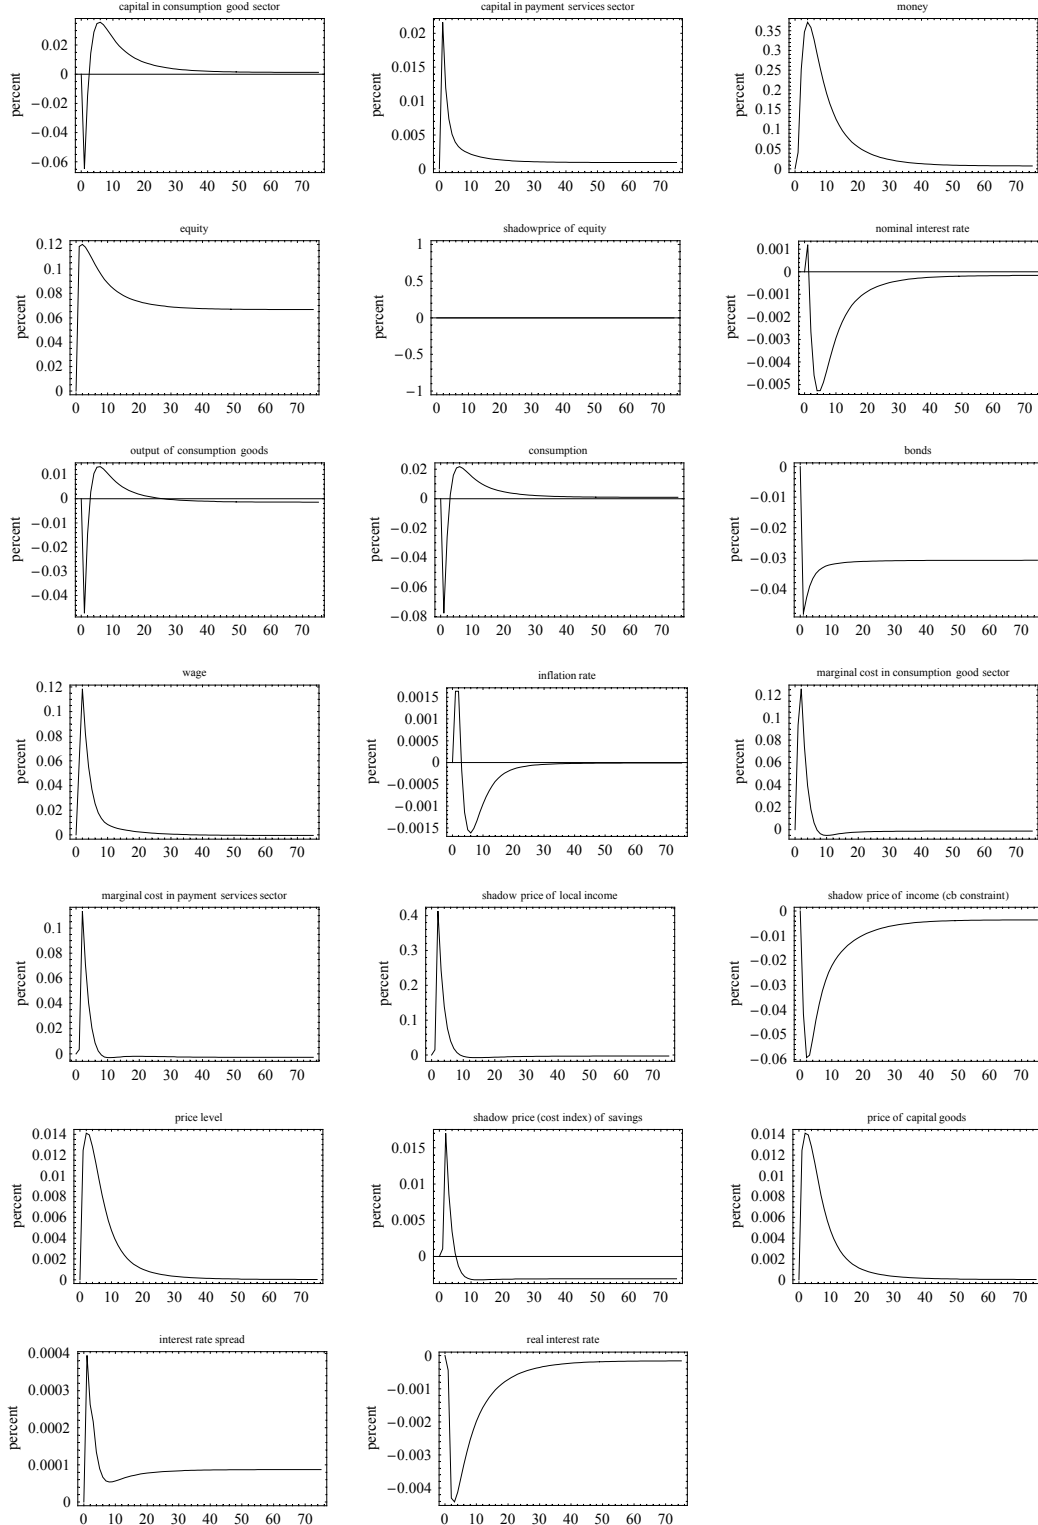 capital in consumption good sector
percent
0.02
0
−0.02
−0.04
−0.06
0 10 20 30 40 50 60 70
capital in payment services sector
percent
0.02
0.015
0.01
0.005
0
0 10 20 30 40 50 60 70
money
percent
0.35
0.3
0.25
0.2
0.15
0.1
0.05
0
0 10 20 30 40 50 60 70
equity
percent
0.12
0.1
0.08
0.06
0.04
0.02
0
0 10 20 30 40 50 60 70
shadowprice of equity
percent
1
0.5
0
−0.5
−1
0 10 20 30 40 50 60 70
nominal interest rate
percent
0.001
0
−0.001
−0.002
−0.003
−0.004
−0.005
0 10 20 30 40 50 60 70
output of consumption goods
percent
0.01
0
−0.01
−0.02
−0.03
−0.04
0 10 20 30 40 50 60 70
consumption
percent
0.02
0
−0.02
−0.04
−0.06
−0.08
0 10 20 30 40 50 60 70
bonds
percent
0
−0.01
−0.02
−0.03
−0.04
0 10 20 30 40 50 60 70
wage
percent
0.12
0.1
0.08
0.06
0.04
0.02
0
0 10 20 30 40 50 60 70
inflation rate
percent
0.0015
0.001
0.0005
0
−0.0005
−0.001
−0.0015
0 10 20 30 40 50 60 70
marginal cost in consumption good sector
percent
0.12
0.1
0.08
0.06
0.04
0.02
0
0 10 20 30 40 50 60 70
marginal cost in payment services sector
percent
0.1
0.08
0.06
0.04
0.02
0
0 10 20 30 40 50 60 70
shadow price of local income
percent
0.4
0.3
0.2
0.1
0
0 10 20 30 40 50 60 70
shadow price of income (cb constraint)
percent
0
−0.01
−0.02
−0.03
−0.04
−0.05
−0.06
0 10 20 30 40 50 60 70
price level
percent
0.014
0.012
0.01
0.008
0.006
0.004
0.002
0
0 10 20 30 40 50 60 70
shadow price (cost index) of savings
percent
0.015
0.01
0.005
0
0 10 20 30 40 50 60 70
price of capital goods
percent
0.014
0.012
0.01
0.008
0.006
0.004
0.002
0
0 10 20 30 40 50 60 70
interest rate spread
percent
0.0004
0.0003
0.0002
0.0001
0
0 10 20 30 40 50 60 70
real interest rate
percent
0
−0.001
−0.002
−0.003
−0.004
0 10 20 30 40 50 60 70